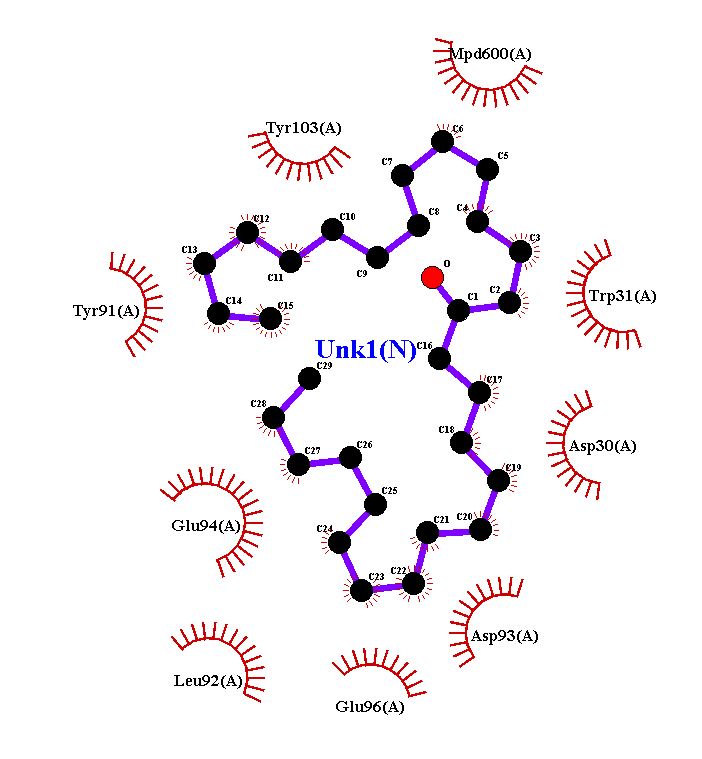 Mpd600(A)
Tyr103(A)
C6
C7
C5
C12
C10
C8
C4
C3
C13
C11
C9
O
C14
C15
C1
C2
Tyr91(A)
Trp31(A)
Unk1(N)
C16
C29
C17
C28
C18
Asp30(A)
C27
C26
C19
C25
Glu94(A)
C24
C21
C20
C23
C22
Asp93(A)
Leu92(A)
Glu96(A)